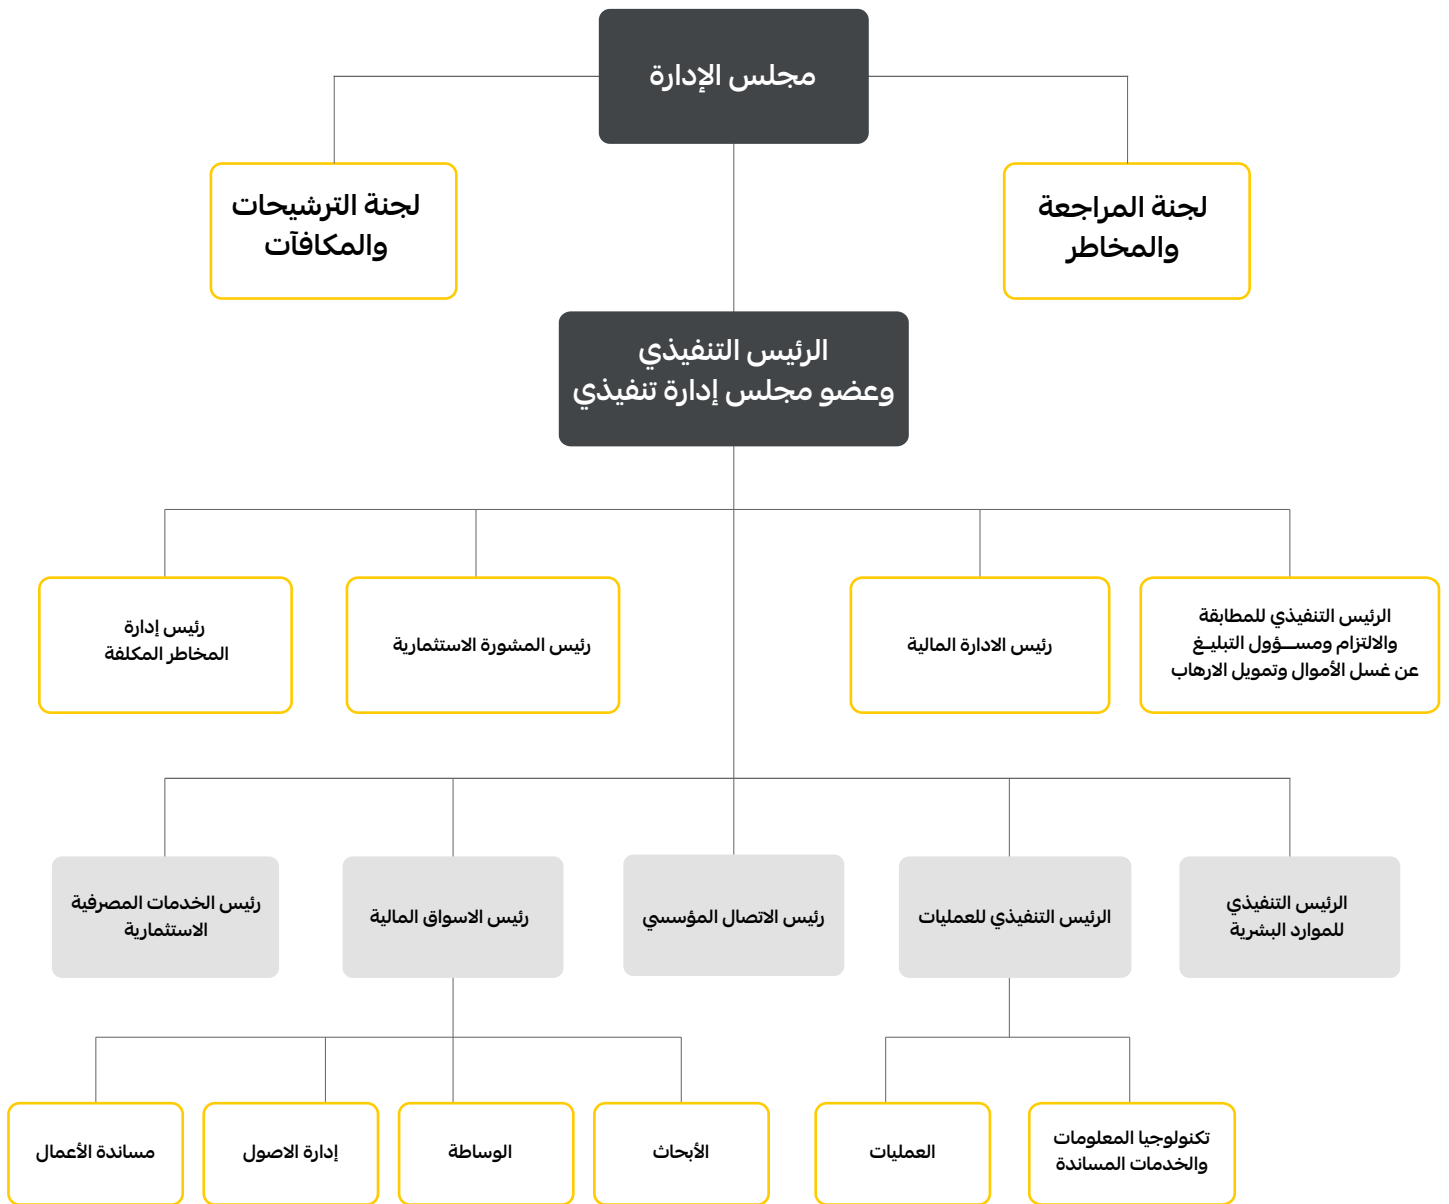 مجلس الإدارة
لجنة المراجعة
والمخاطر
لجنة الترشيحات
والمكافآت
الرئيس التنفيذي
وعضو مجلس إدارة تنفيذي
الرئيس التنفيذي للمطابقة
والالتزام ومســؤول التبليـغ
عن غسل الأموال وتمويل الارهاب
رئيس الادارة المالية
رئيس المشورة الاستثمارية
رئيس إدارة
المخاطر المكلفة
الرئيس التنفيذي
للموارد البشرية
الرئيس التنفيذي للعمليات
رئيس الاتصال المؤسسي
رئيس الاسواق المالية
رئيس الخدمات المصرفية
الاستثمارية
تكنولوجيا المعلومات
والخدمات المساندة
العمليات
الأبحاث
الوساطة
إدارة الاصول
مساندة الأعمال